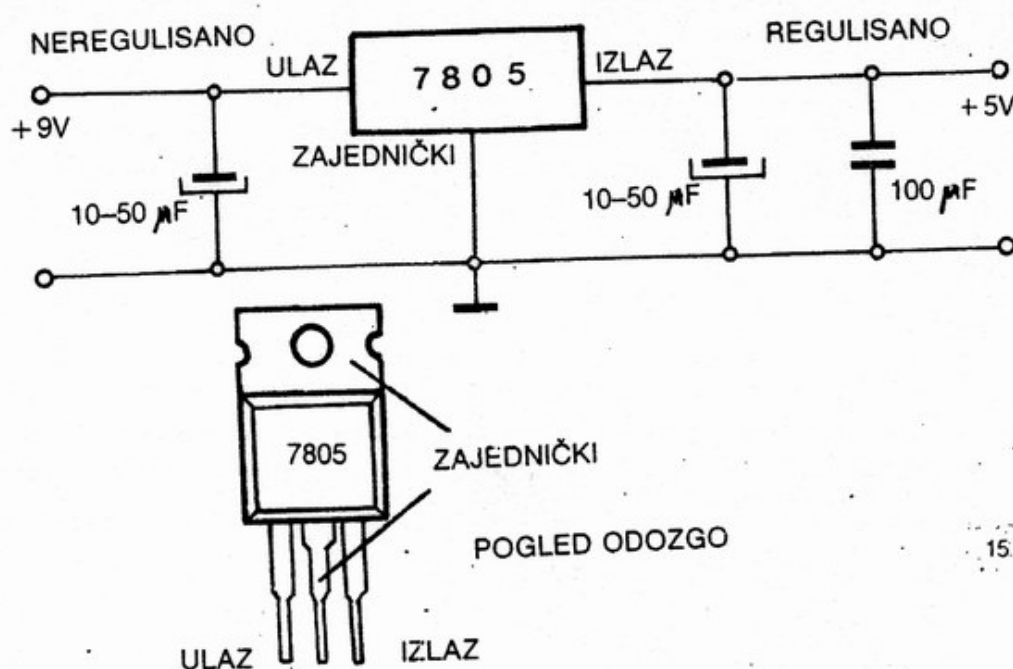 NEREGULISANO
ULAZ
7805
IZLAZ
REGULISANO
+9V
+5V
ZAJEDNIČKI
10–50 µF
10–50 µF
100 µF
7805
ZAJEDNIČKI
POGLED ODOZGO
15
ULAZ
IZLAZ